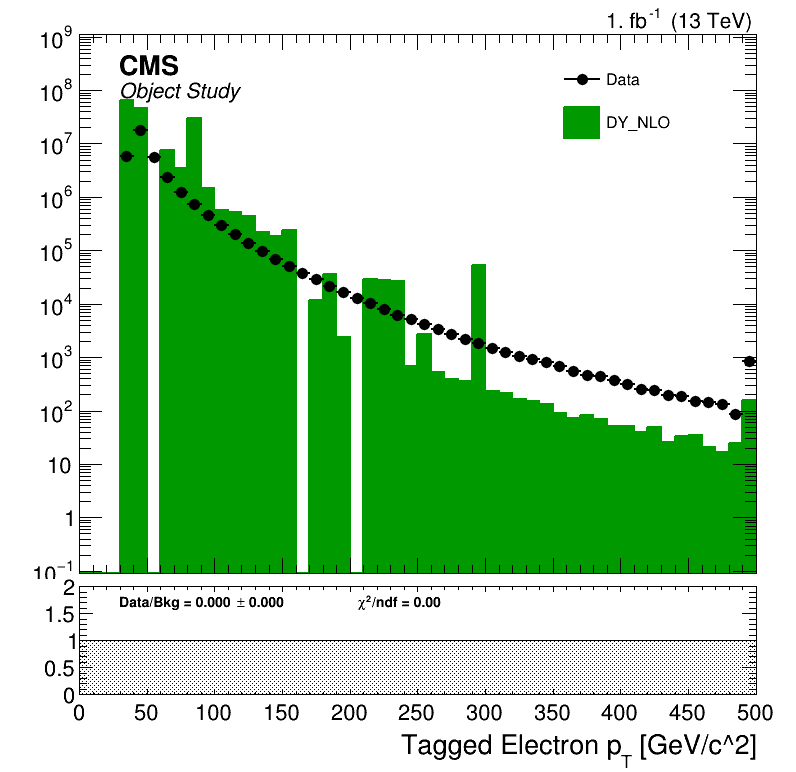 1. fb⁻¹ (13 TeV)
10⁹
CMS
Object Study
Data
DY_NLO
10⁸
10⁷
10⁶
10⁵
10⁴
10³
10²
10
1
10⁻¹
2
Data/Bkg = 0.000 ± 0.000 χ²/ndf = 0.00
1.5
1
0.5
0
0 50 100 150 200 250 300 350 400 450 500
Tagged Electron p_T [GeV/c^2]